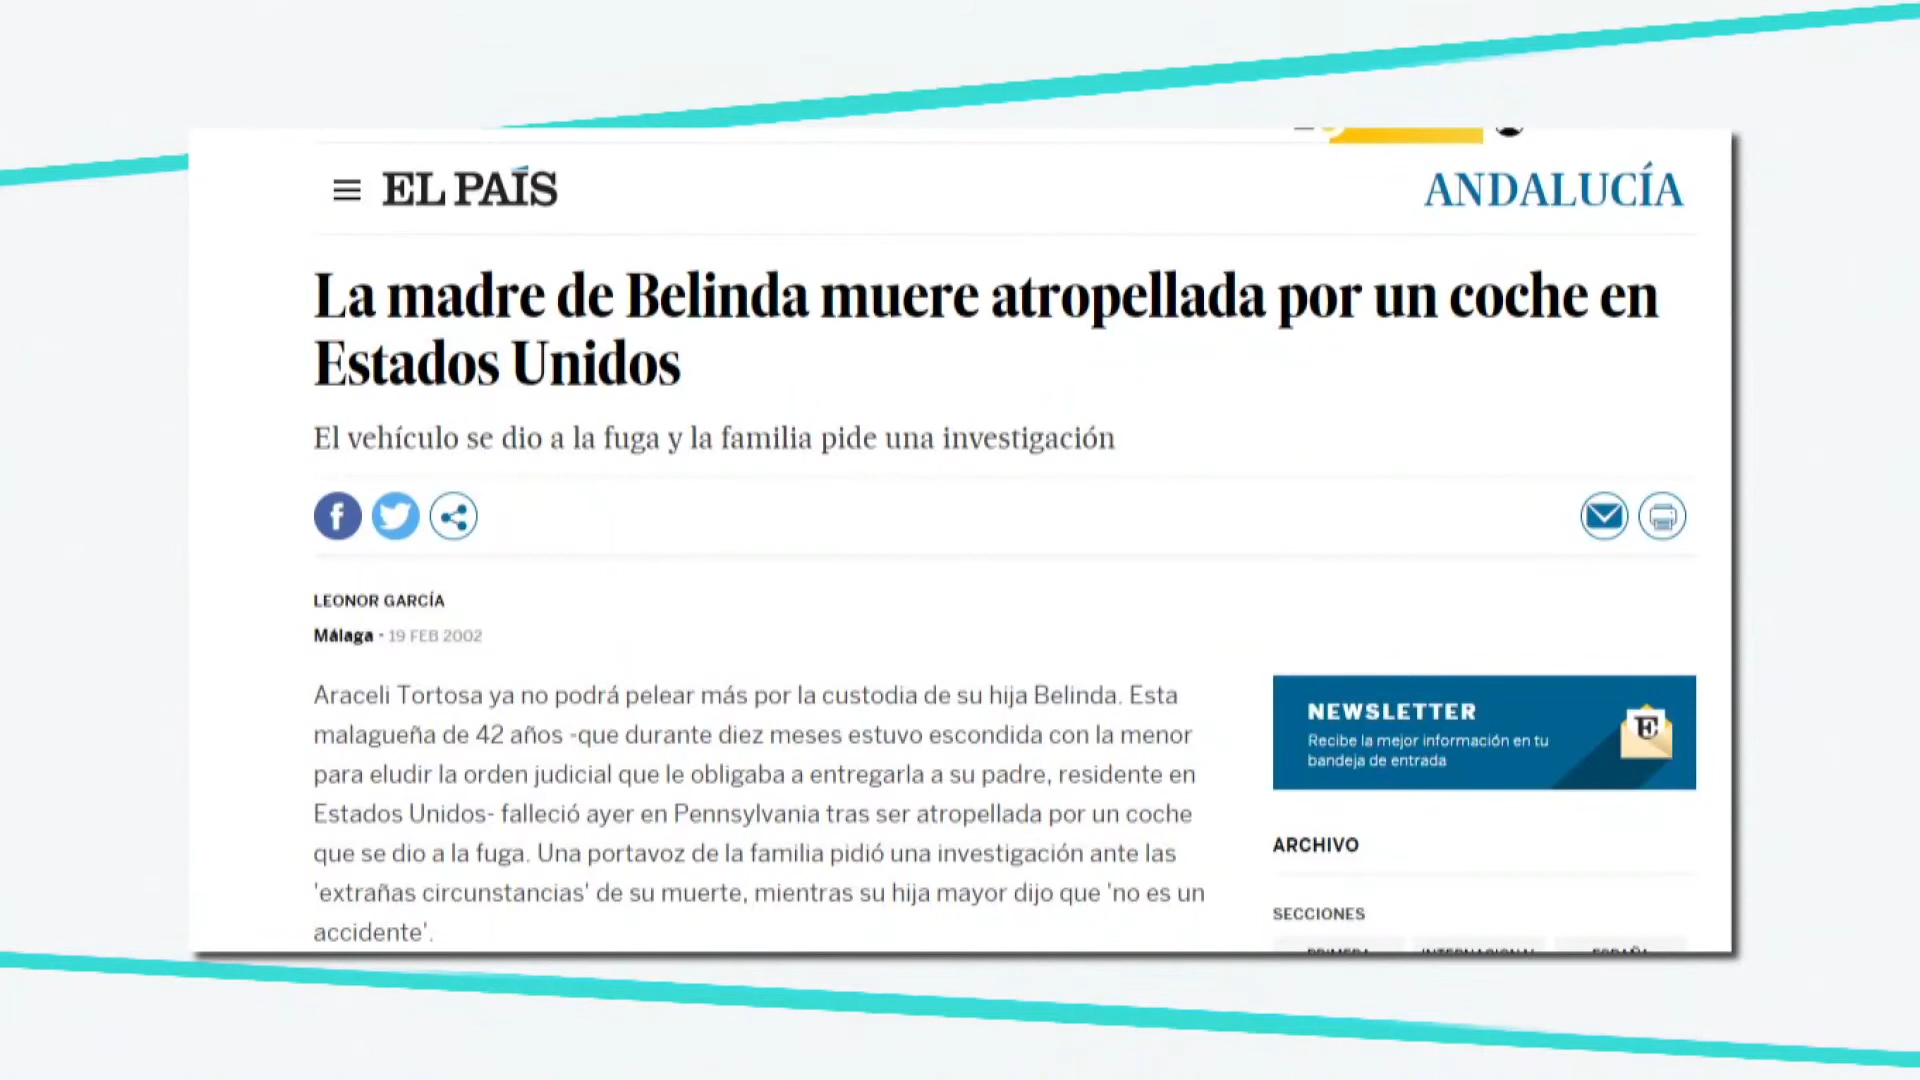 EL PAÍS
ANDALUCÍA
La madre de Belinda muere atropellada por un coche en
Estados Unidos
El vehículo se dio a la fuga y la familia pide una investigación
LEONOR GARCÍA
Málaga - 19 FEB 2002
Araceli Tortosa ya no podrá pelear más por la custodia de su hija Belinda. Esta
malagueña de 42 años -que durante diez meses estuvo escondida con la menor
para eludir la orden judicial que le obligaba a entregarla a su padre, residente en
Estados Unidos- falleció ayer en Pennsylvania tras ser atropellada por un coche
que se dio a la fuga. Una portavoz de la familia pidió una investigación ante las
'extrañas circunstancias' de su muerte, mientras su hija mayor dijo que 'no es un
accidente'.
NEWSLETTER
Recibe la mejor información en tu
bandeja de entrada
E
ARCHIVO
SECCIONES
PRIMERA INTERNACIONAL ESPAÑA